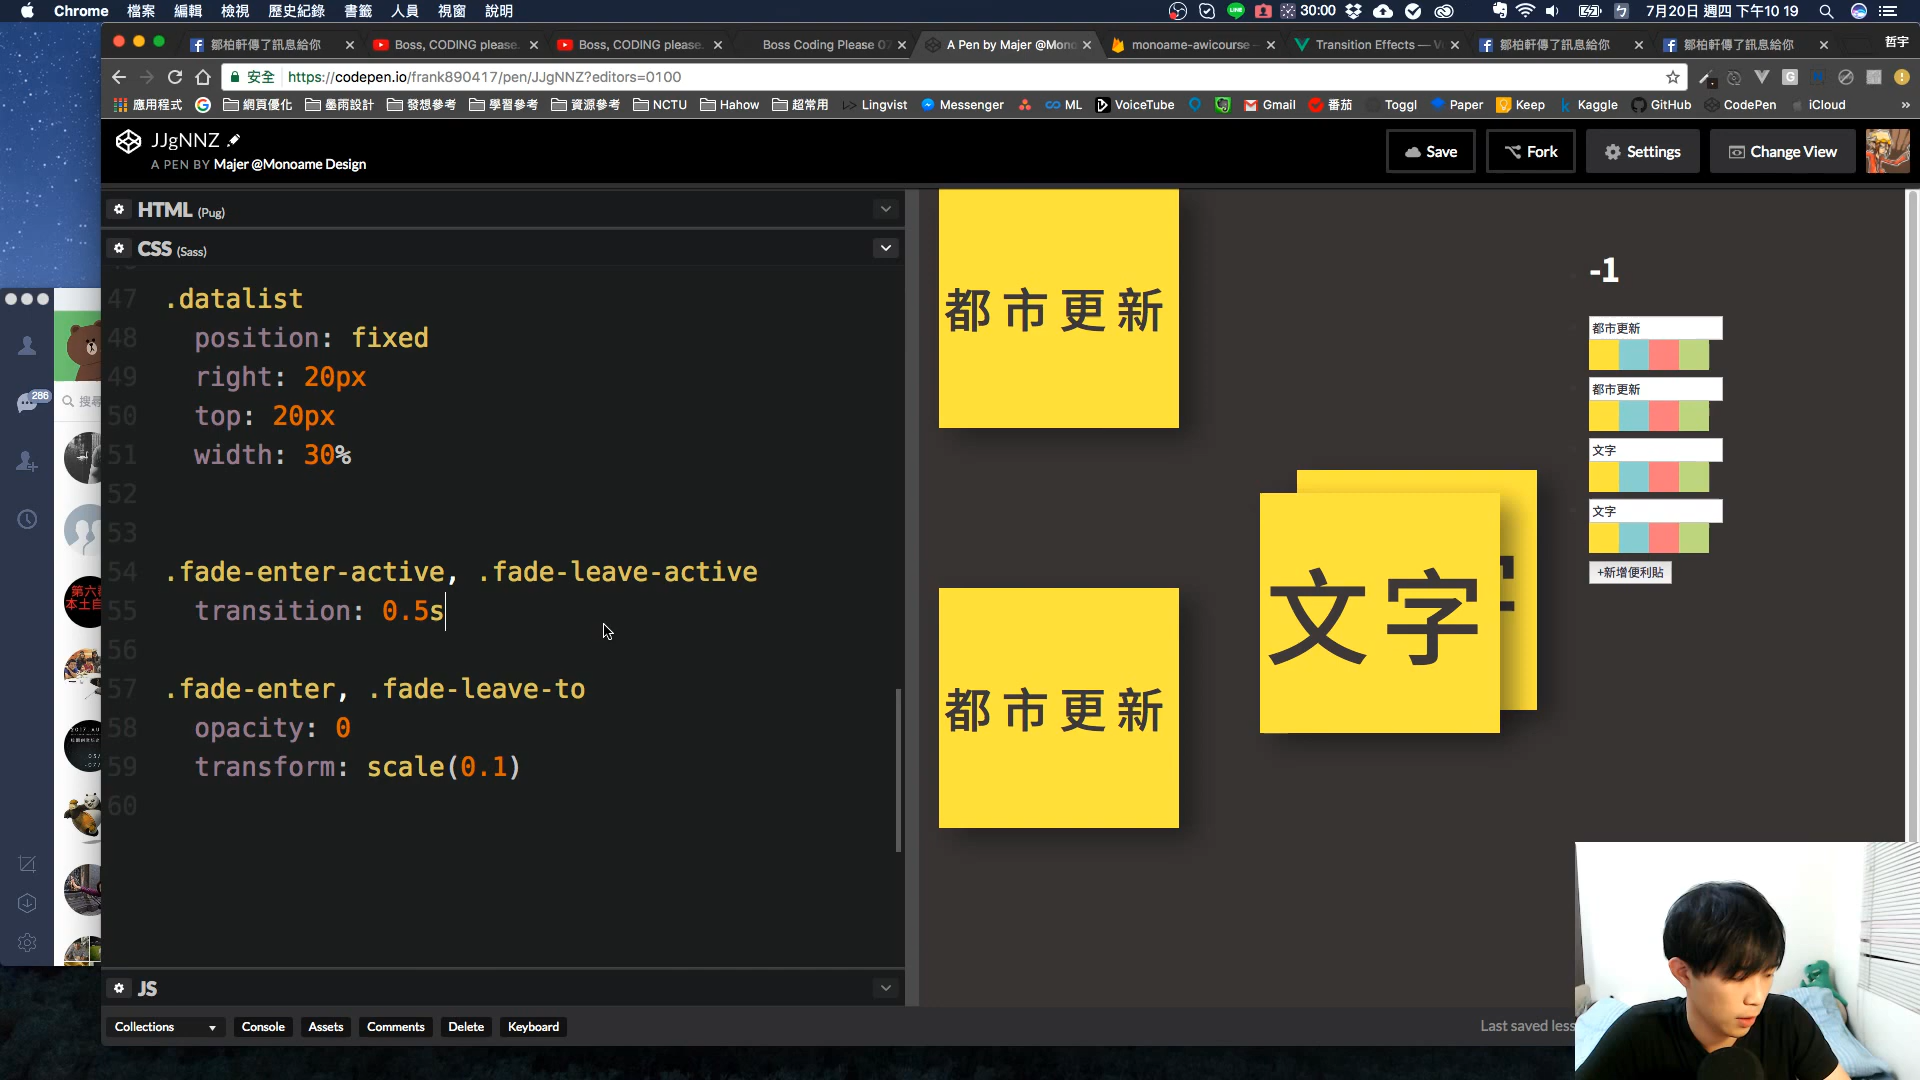 Chrome 檔案 編輯 檢視 歷史紀錄 書籤 人員 視窗 說明
30:00 7月20日 週四 下午10 19
鄒柏軒傳了訊息給你
Boss, CODING please.
Boss, CODING please.
Boss Coding Please 07
A Pen by Majer @Mon
monoame-awicourse
Transition Effects — V
鄒柏軒傳了訊息給你
鄒柏軒傳了訊息給你
哲宇
安全 https://codepen.io/frank890417/pen/JJgNNZ?editors=0100
應用程式 網頁優化 墨雨設計 發想參考 學習參考 資源參考 NCTU Hahow 超常用 Lingvist Messenger ML VoiceTube Gmail 番茄 Toggl Paper Keep Kaggle GitHub CodePen iCloud »
JJgNNZ
A PEN BY Majer @Monoame Design
Save
Fork
Settings
Change View
HTML (Pug)
CSS (Sass)
47 .datalist
48 position: fixed
49 right: 20px
50 top: 20px
51 width: 30%
52
53
54 .fade-enter-active, .fade-leave-active
55 transition: 0.5s
56
57 .fade-enter, .fade-leave-to
58 opacity: 0
59 transform: scale(0.1)
60
JS
Collections Console Assets Comments Delete Keyboard
Last saved less
286
搜尋
都市更新
都市更新
文字
-1
都市更新
都市更新
文字
文字
+新增便利貼